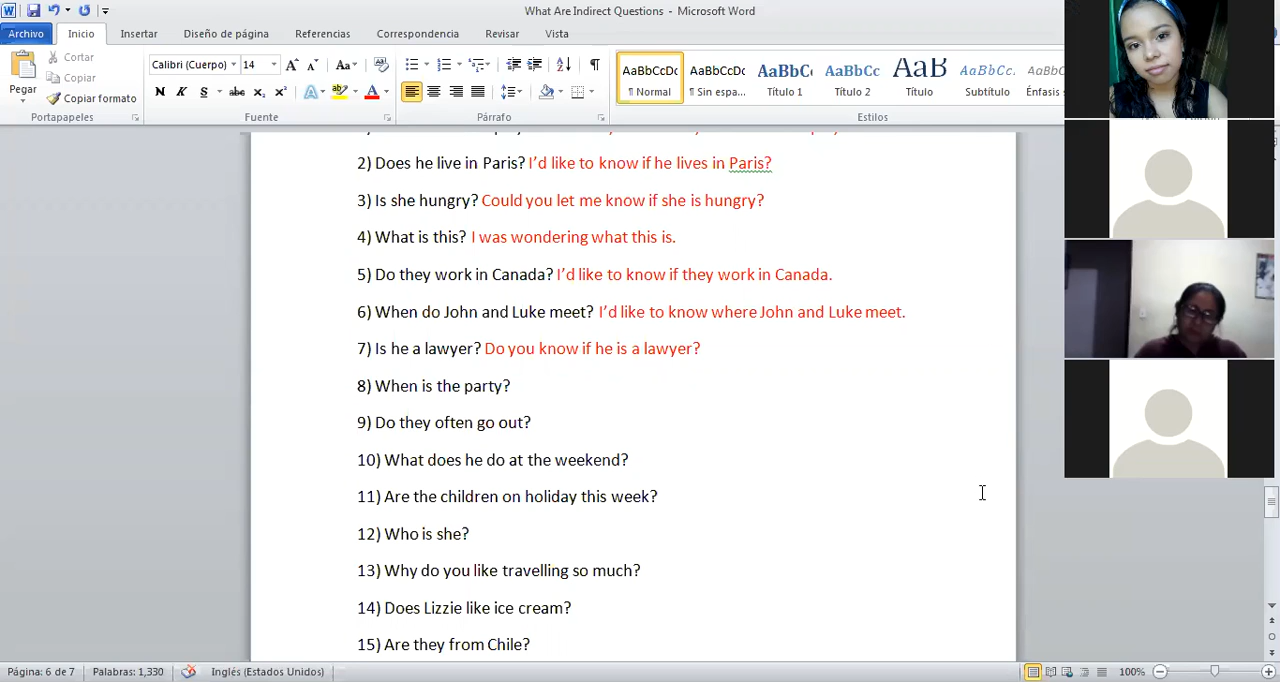 What Are Indirect Questions - Microsoft Word
Archivo Inicio Insertar Diseño de página Referencias Correspondencia Revisar Vista
Pegar Cortar Copiar Copiar formato
Calibri (Cuerpo) 14
N K S abc
AaBbCcDc AaBbCcDc AaBbC AaBbCc AaB AaBbCc AaBbC
¶ Normal ¶ Sin espa... Título 1 Título 2 Título Subtítulo Énfasis
Portapapeles Fuente Párrafo Estilos
2) Does he live in Paris? I'd like to know if he lives in Paris?
3) Is she hungry? Could you let me know if she is hungry?
4) What is this? I was wondering what this is.
5) Do they work in Canada? I'd like to know if they work in Canada.
6) When do John and Luke meet? I'd like to know where John and Luke meet.
7) Is he a lawyer? Do you know if he is a lawyer?
8) When is the party?
9) Do they often go out?
10) What does he do at the weekend?
11) Are the children on holiday this week?
12) Who is she?
13) Why do you like travelling so much?
14) Does Lizzie like ice cream?
15) Are they from Chile?
Página: 6 de 7 Palabras: 1,330 Inglés (Estados Unidos) 100%